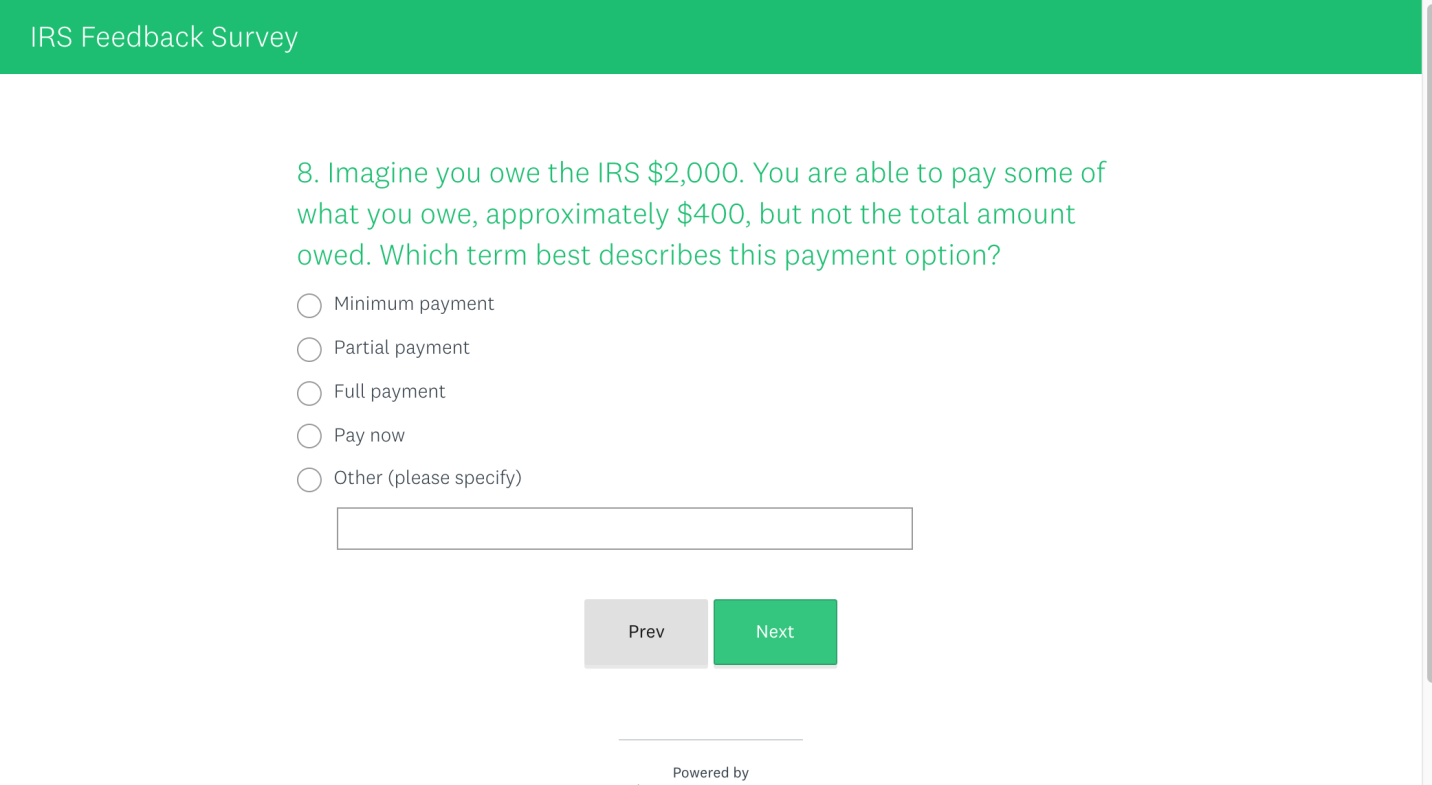 IRS Feedback Survey
8. Imagine you owe the IRS $2,000. You are able to pay some of
what you owe, approximately $400, but not the total amount
owed. Which term best describes this payment option?
Minimum payment
Partial payment
Full payment
Pay now
Other (please specify)
Prev
Next
Powered by